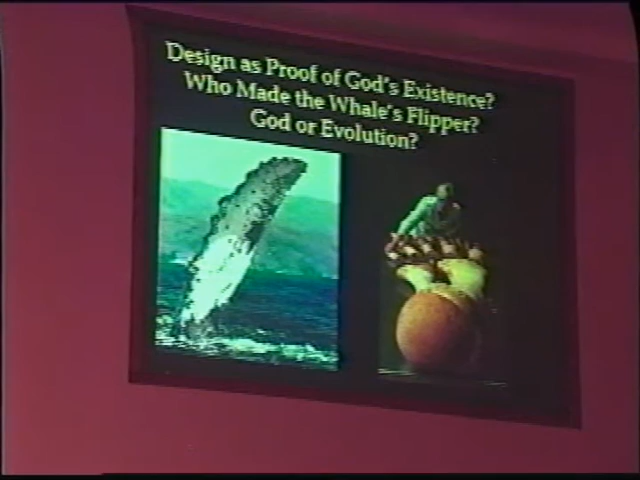 Design as Proof of God's Existence?
Who Made the Whale's Flipper?
God or Evolution?